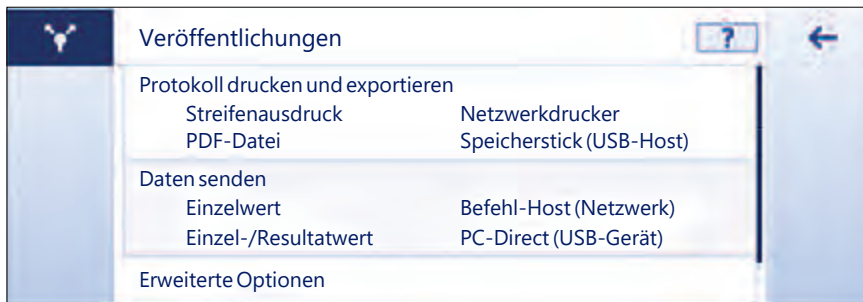 Veröffentlichungen ?
Protokoll drucken und exportieren
Streifenausdruck Netzwerkdrucker
PDF-Datei Speicherstick (USB-Host)
Daten senden
Einzelwert Befehl-Host (Netzwerk)
Einzel-/Resultatwert PC-Direct (USB-Gerät)
Erweiterte Optionen